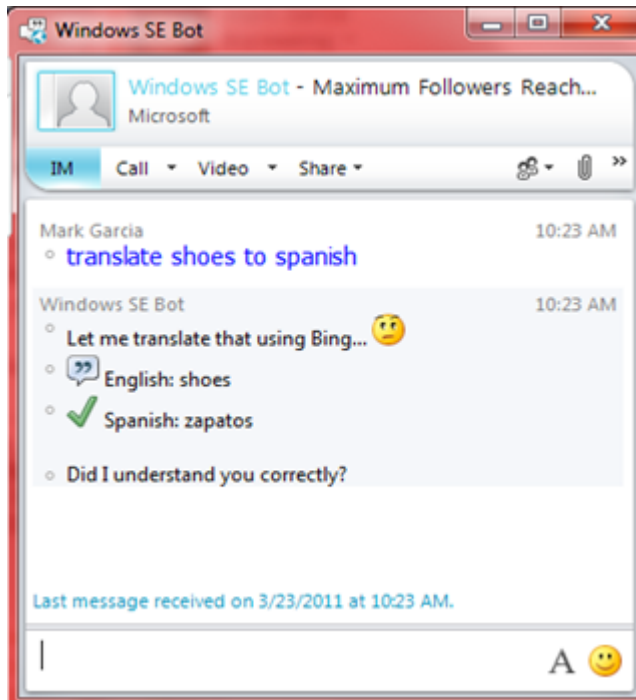 Windows SE Bot
Windows SE Bot - Maximum Followers Reach...
Microsoft
IM Call Video Share
Mark Garcia 10:23 AM
translate shoes to spanish
Windows SE Bot 10:23 AM
Let me translate that using Bing...
English: shoes
Spanish: zapatos
Did I understand you correctly?
Last message received on 3/23/2011 at 10:23 AM.
A